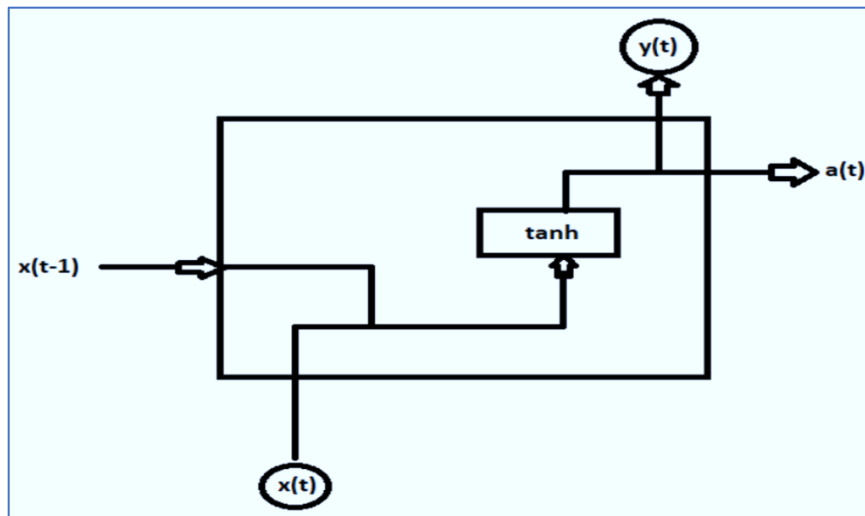 y(t)
a(t)
tanh
x(t-1)
x(t)